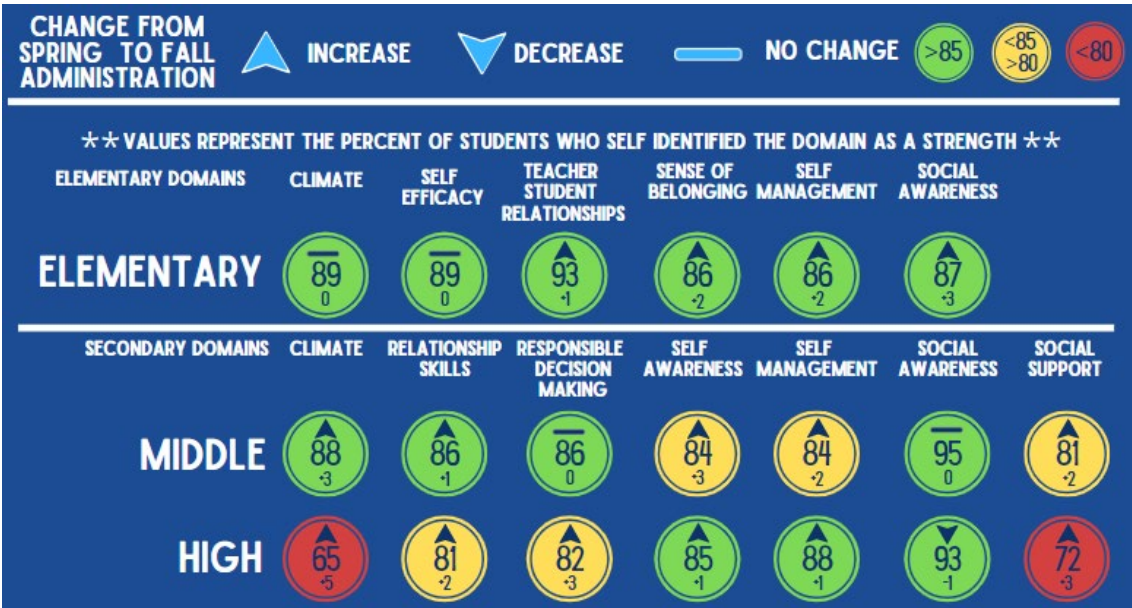 CHANGE FROM
SPRING TO FALL
ADMINISTRATION
INCREASE
DECREASE
NO CHANGE
>85
<85
>80
<80
**VALUES REPRESENT THE PERCENT OF STUDENTS WHO SELF IDENTIFIED THE DOMAIN AS A STRENGTH**
ELEMENTARY DOMAINS
CLIMATE
SELF
EFFICACY
TEACHER
STUDENT
RELATIONSHIPS
SENSE OF
BELONGING
SELF
MANAGEMENT
SOCIAL
AWARENESS
ELEMENTARY
89
0
89
0
93
+1
86
+2
86
+2
87
+3
SECONDARY DOMAINS
CLIMATE
RELATIONSHIP
SKILLS
RESPONSIBLE
DECISION
MAKING
SELF
AWARENESS
SELF
MANAGEMENT
SOCIAL
AWARENESS
SOCIAL
SUPPORT
MIDDLE
88
+3
86
+1
86
0
84
+3
84
+2
95
0
81
+2
HIGH
65
+5
81
+2
82
+3
85
+1
88
+1
93
-1
72
+3